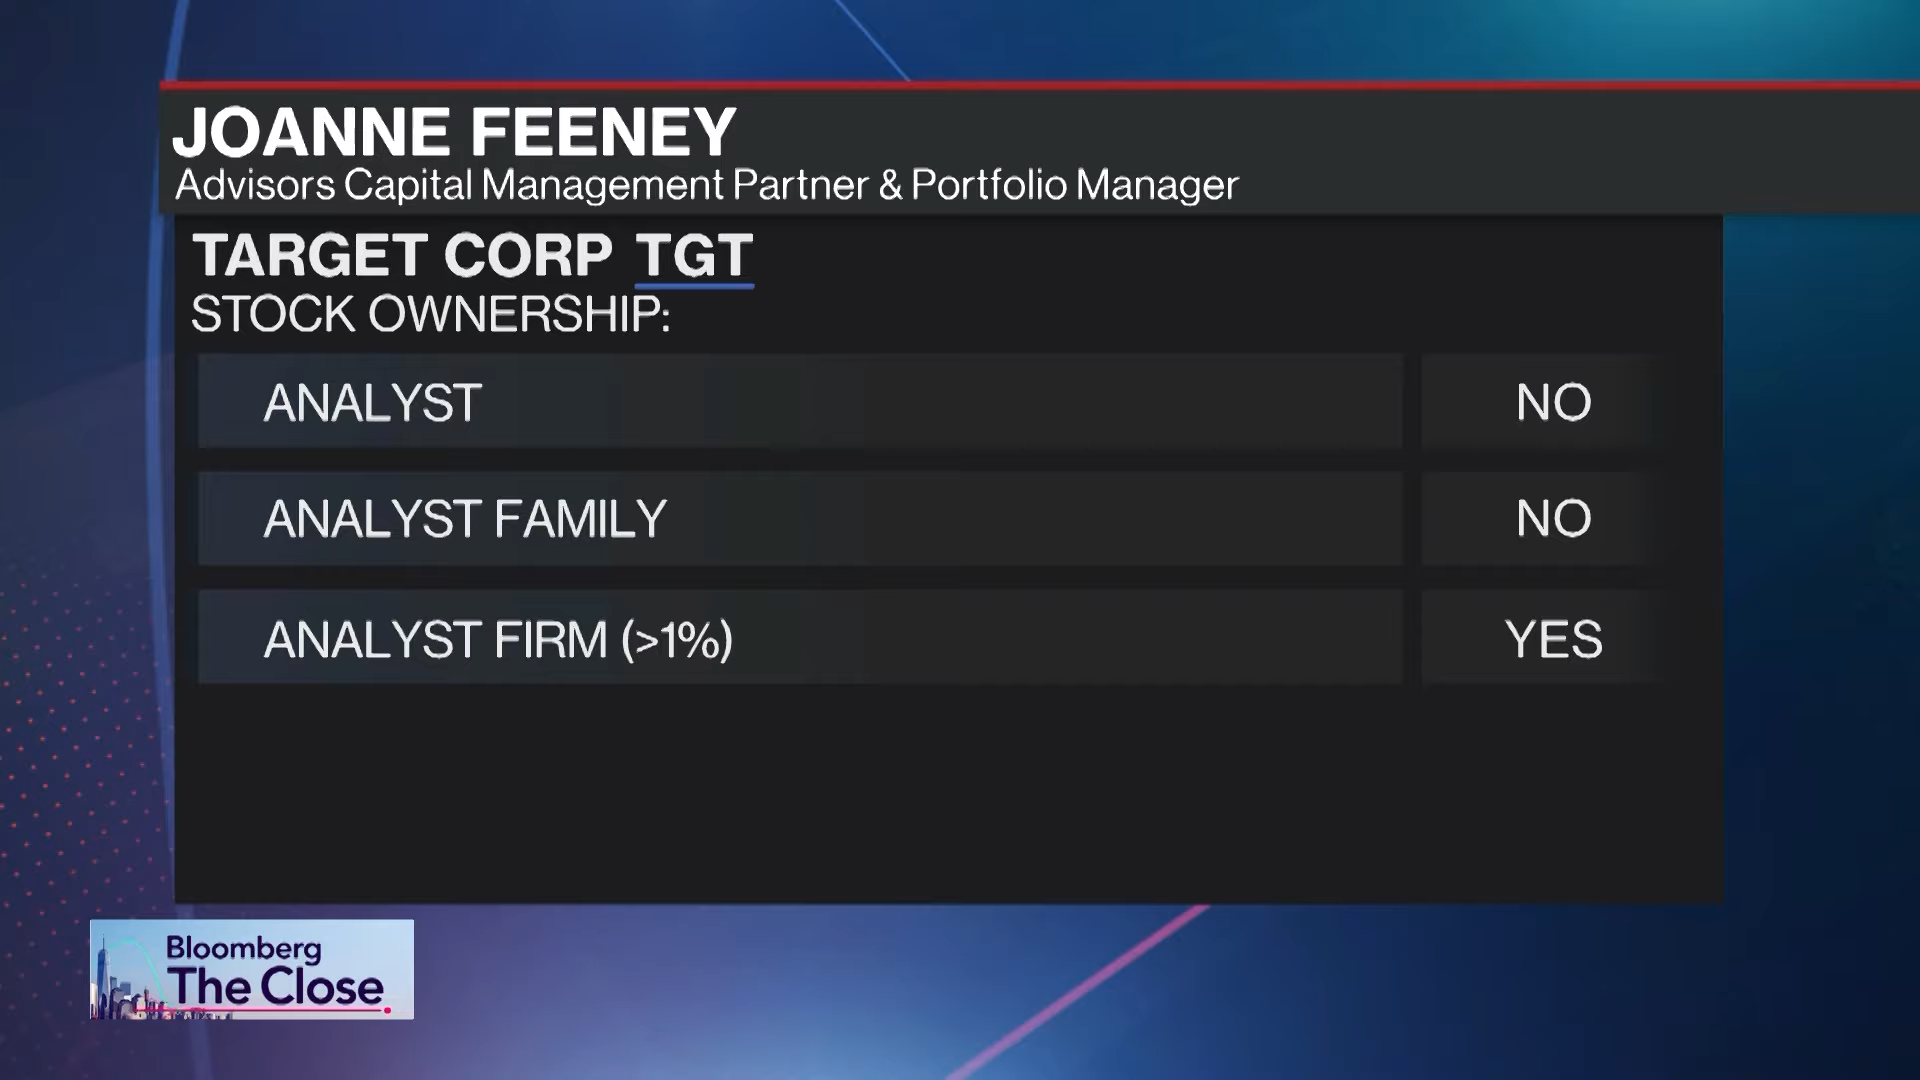 JOANNE FEENEY
Advisors Capital Management Partner & Portfolio Manager
TARGET CORP TGT
STOCK OWNERSHIP:
ANALYST NO
ANALYST FAMILY NO
ANALYST FIRM (>1%) YES
Bloomberg
The Close